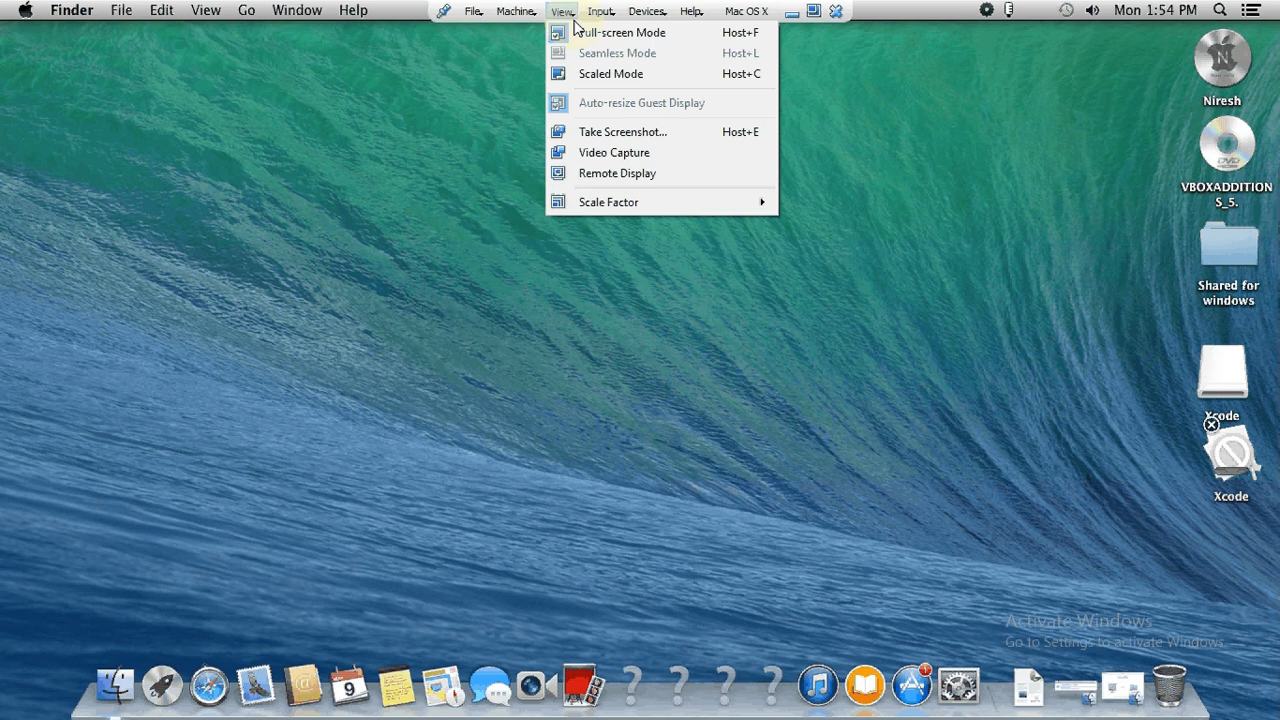 Finder File Edit View Go Window Help
File Machine View Input Devices Help Mac OS X
Mon 1:54 PM
Full-screen Mode Host+F
Seamless Mode Host+L
Scaled Mode Host+C
Auto-resize Guest Display
Take Screenshot... Host+E
Video Capture
Remote Display
Scale Factor
Niresh
DVD
VBOXADDITION
S_5.
Shared for
windows
Xcode
Xcode
Activate Windows
Go to Settings to activate Windows.
9
1